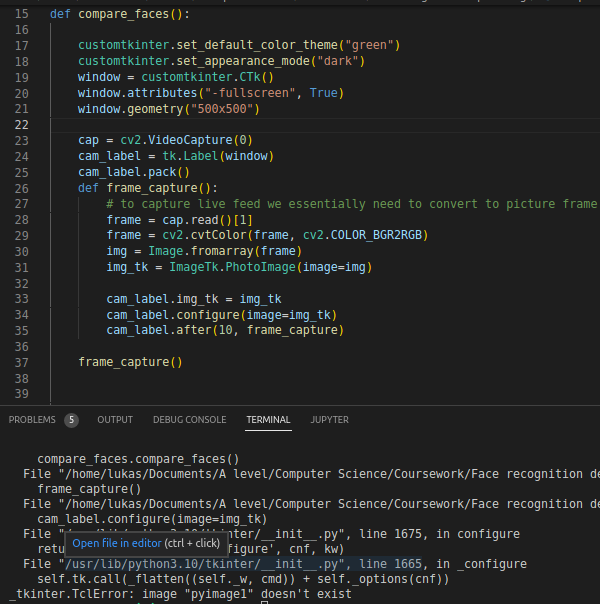 15 def compare_faces():
16
17 customtkinter.set_default_color_theme("green")
18 customtkinter.set_appearance_mode("dark")
19 window = customtkinter.CTk()
20 window.attributes("-fullscreen", True)
21 window.geometry("500x500")
22
23 cap = cv2.VideoCapture(0)
24 cam_label = tk.Label(window)
25 cam_label.pack()
26 def frame_capture():
27 # to capture live feed we essentially need to convert to picture frame
28 frame = cap.read()[1]
29 frame = cv2.cvtColor(frame, cv2.COLOR_BGR2RGB)
30 img = Image.fromarray(frame)
31 img_tk = ImageTk.PhotoImage(image=img)
32
33 cam_label.img_tk = img_tk
34 cam_label.configure(image=img_tk)
35 cam_label.after(10, frame_capture)
36
37 frame_capture()
38
39
PROBLEMS 5 OUTPUT DEBUG CONSOLE TERMINAL JUPYTER
compare_faces.compare_faces()
File "/home/lukas/Documents/A level/Computer Science/Coursework/Face recognition de
frame_capture()
File "/home/lukas/Documents/A level/Computer Science/Coursework/Face recognition de
cam_label.configure(image=img_tk)
File "/usr/lib/python3.10/tkinter/__init__.py", line 1675, in configure
retu
Open file in editor (ctrl + click)
figure', cnf, kw)
File "/usr/lib/python3.10/tkinter/__init__.py", line 1665, in _configure
self.tk.call(_flatten((self._w, cmd)) + self._options(cnf))
_tkinter.TclError: image "pyimage1" doesn't exist